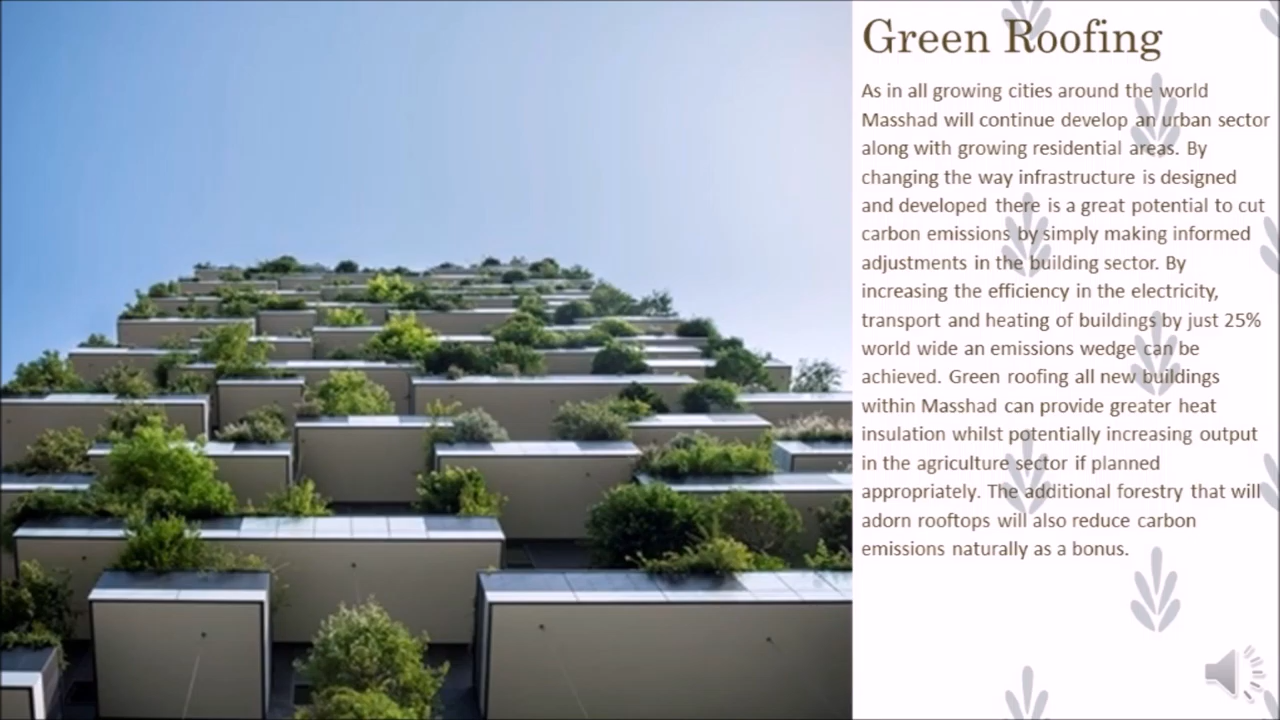 Green Roofing
As in all growing cities around the world
Masshad will continue develop an urban sector
along with growing residential areas. By
changing the way infrastructure is designed
and developed there is a great potential to cut
carbon emissions by simply making informed
adjustments in the building sector. By
increasing the efficiency in the electricity,
transport and heating of buildings by just 25%
world wide an emissions wedge can be
achieved. Green roofing all new buildings
within Masshad can provide greater heat
insulation whilst potentially increasing output
in the agriculture sector if planned
appropriately. The additional forestry that will
adorn rooftops will also reduce carbon
emissions naturally as a bonus.